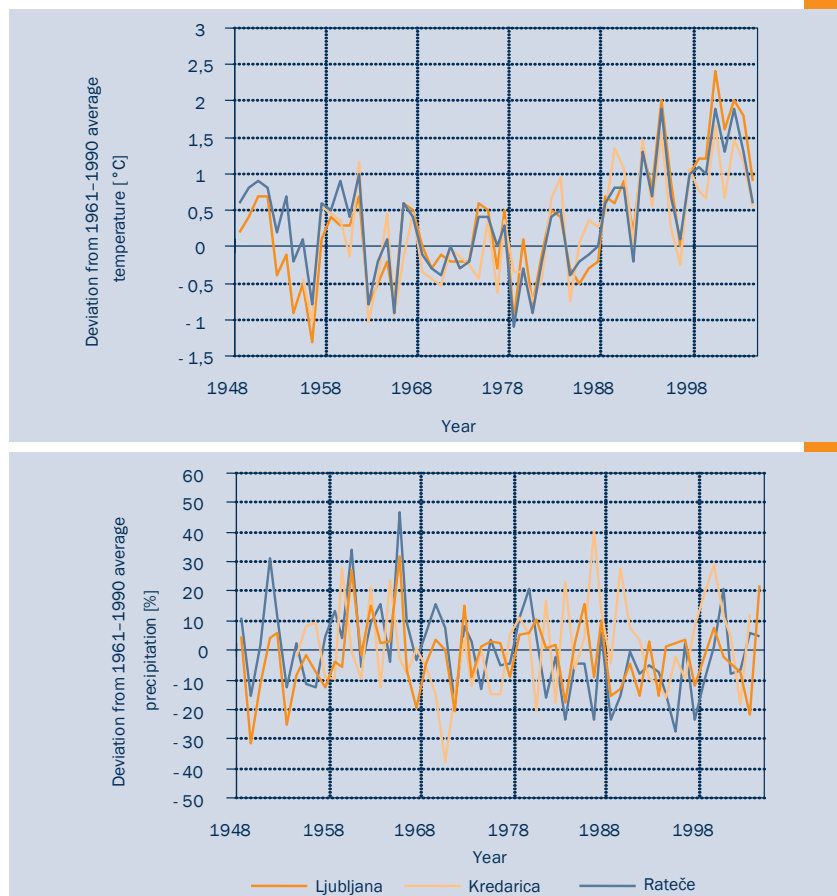 3
2,5
2
1,5
1
0,5
0
- 0,5
- 1
- 1,5
Deviation from 1961–1990 average
temperature [ °C]
1948 1958 1968 1978 1988 1998
Year
60
50
40
30
20
10
0
- 10
- 20
- 30
- 40
- 50
Deviation from 1961–1990 average
precipitation [%]
1948 1958 1968 1978 1988 1998
Year
Ljubljana Kredarica Rateče